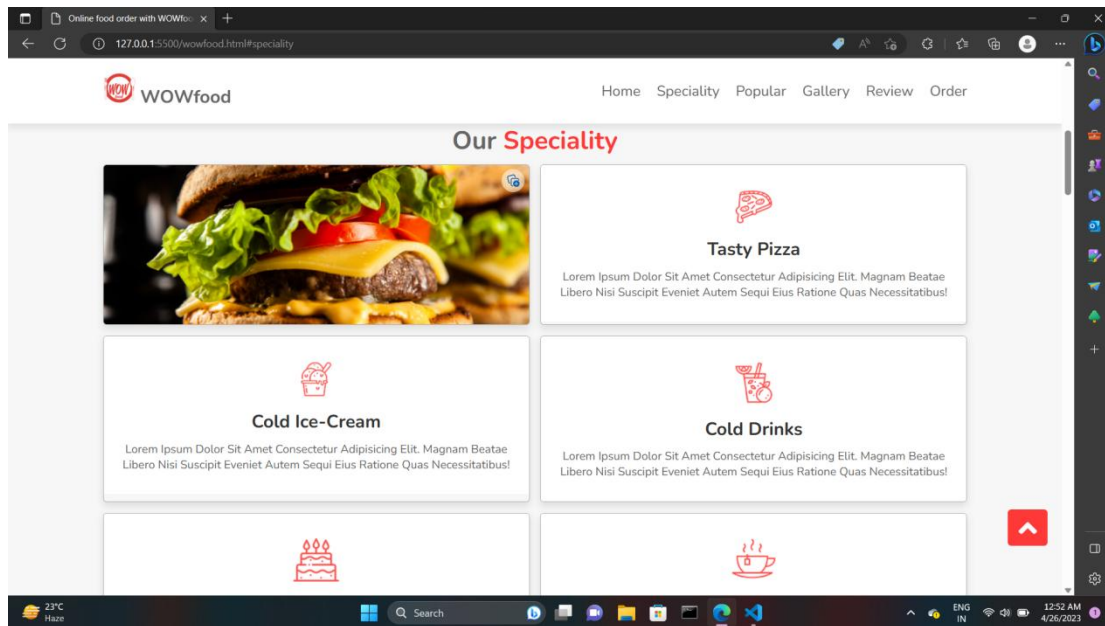 Online food order with WOWfoo
127.0.0.1:5500/wowfood.html#speciality
WOW
WOWfood
Home Speciality Popular Gallery Review Order
Our Speciality
Tasty Pizza
Lorem Ipsum Dolor Sit Amet Consectetur Adipisicing Elit. Magnam Beatae
Libero Nisi Suscipit Eveniet Autem Sequi Eius Ratione Quas Necessitatibus!
Cold Ice-Cream
Lorem Ipsum Dolor Sit Amet Consectetur Adipisicing Elit. Magnam Beatae
Libero Nisi Suscipit Eveniet Autem Sequi Eius Ratione Quas Necessitatibus!
Cold Drinks
Lorem Ipsum Dolor Sit Amet Consectetur Adipisicing Elit. Magnam Beatae
Libero Nisi Suscipit Eveniet Autem Sequi Eius Ratione Quas Necessitatibus!
23°C
Haze
Search
ENG
IN
12:52 AM
4/26/2023
1